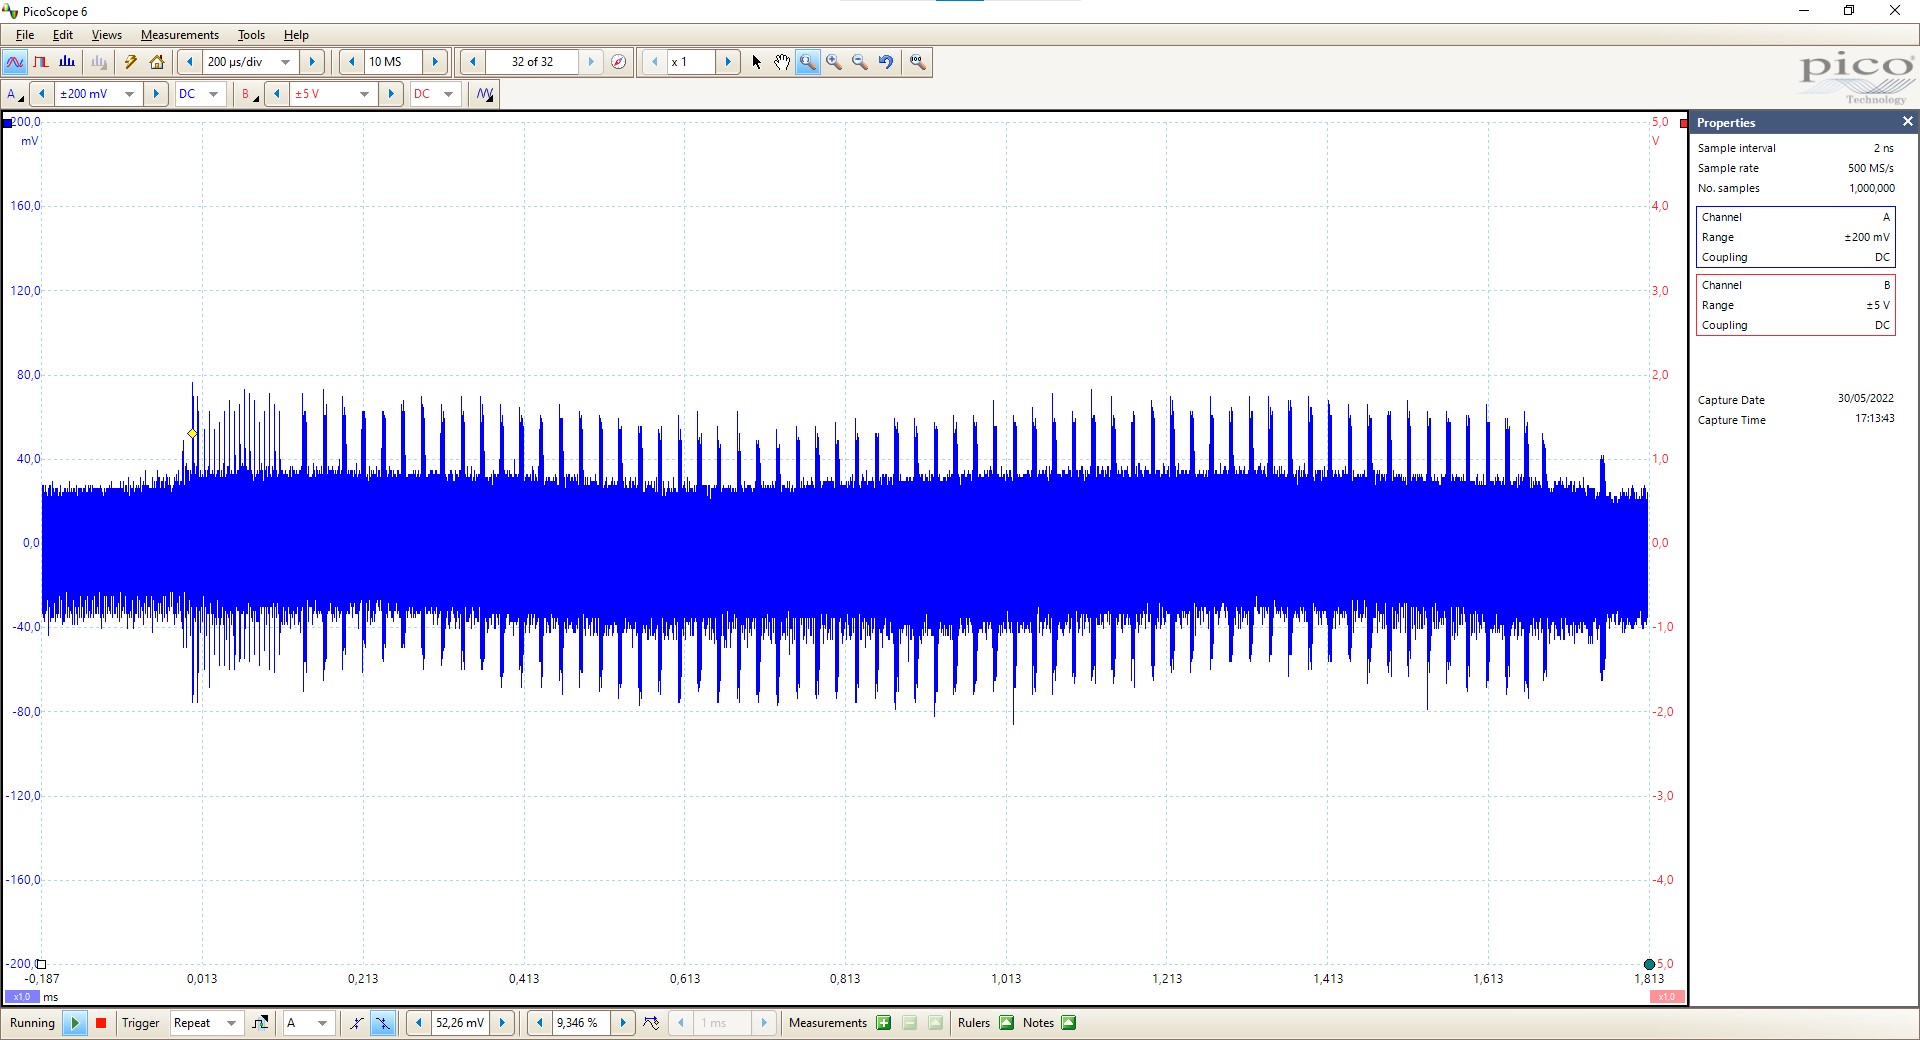 PicoScope 6
File Edit Views Measurements Tools Help
200 µs/div 10 MS 32 of 32 x 1
pico
Technology
A ±200 mV DC B ±5 V DC
200,0 5,0
mV V
160,0 4,0
120,0 3,0
80,0 2,0
40,0 1,0
0,0 0,0
-40,0 -1,0
-80,0 -2,0
-120,0 -3,0
-160,0 -4,0
-200,0 5,0
-0,187 0,013 0,213 0,413 0,613 0,813 1,013 1,213 1,413 1,613 1,813
x1,0 ms x1,0
Properties
Sample interval 2 ns
Sample rate 500 MS/s
No. samples 1,000,000
Channel A
Range ±200 mV
Coupling DC
Channel B
Range ±5 V
Coupling DC
Capture Date 30/05/2022
Capture Time 17:13:43
Running Trigger Repeat A 52,26 mV 9,346 % 1 ms Measurements Rulers Notes